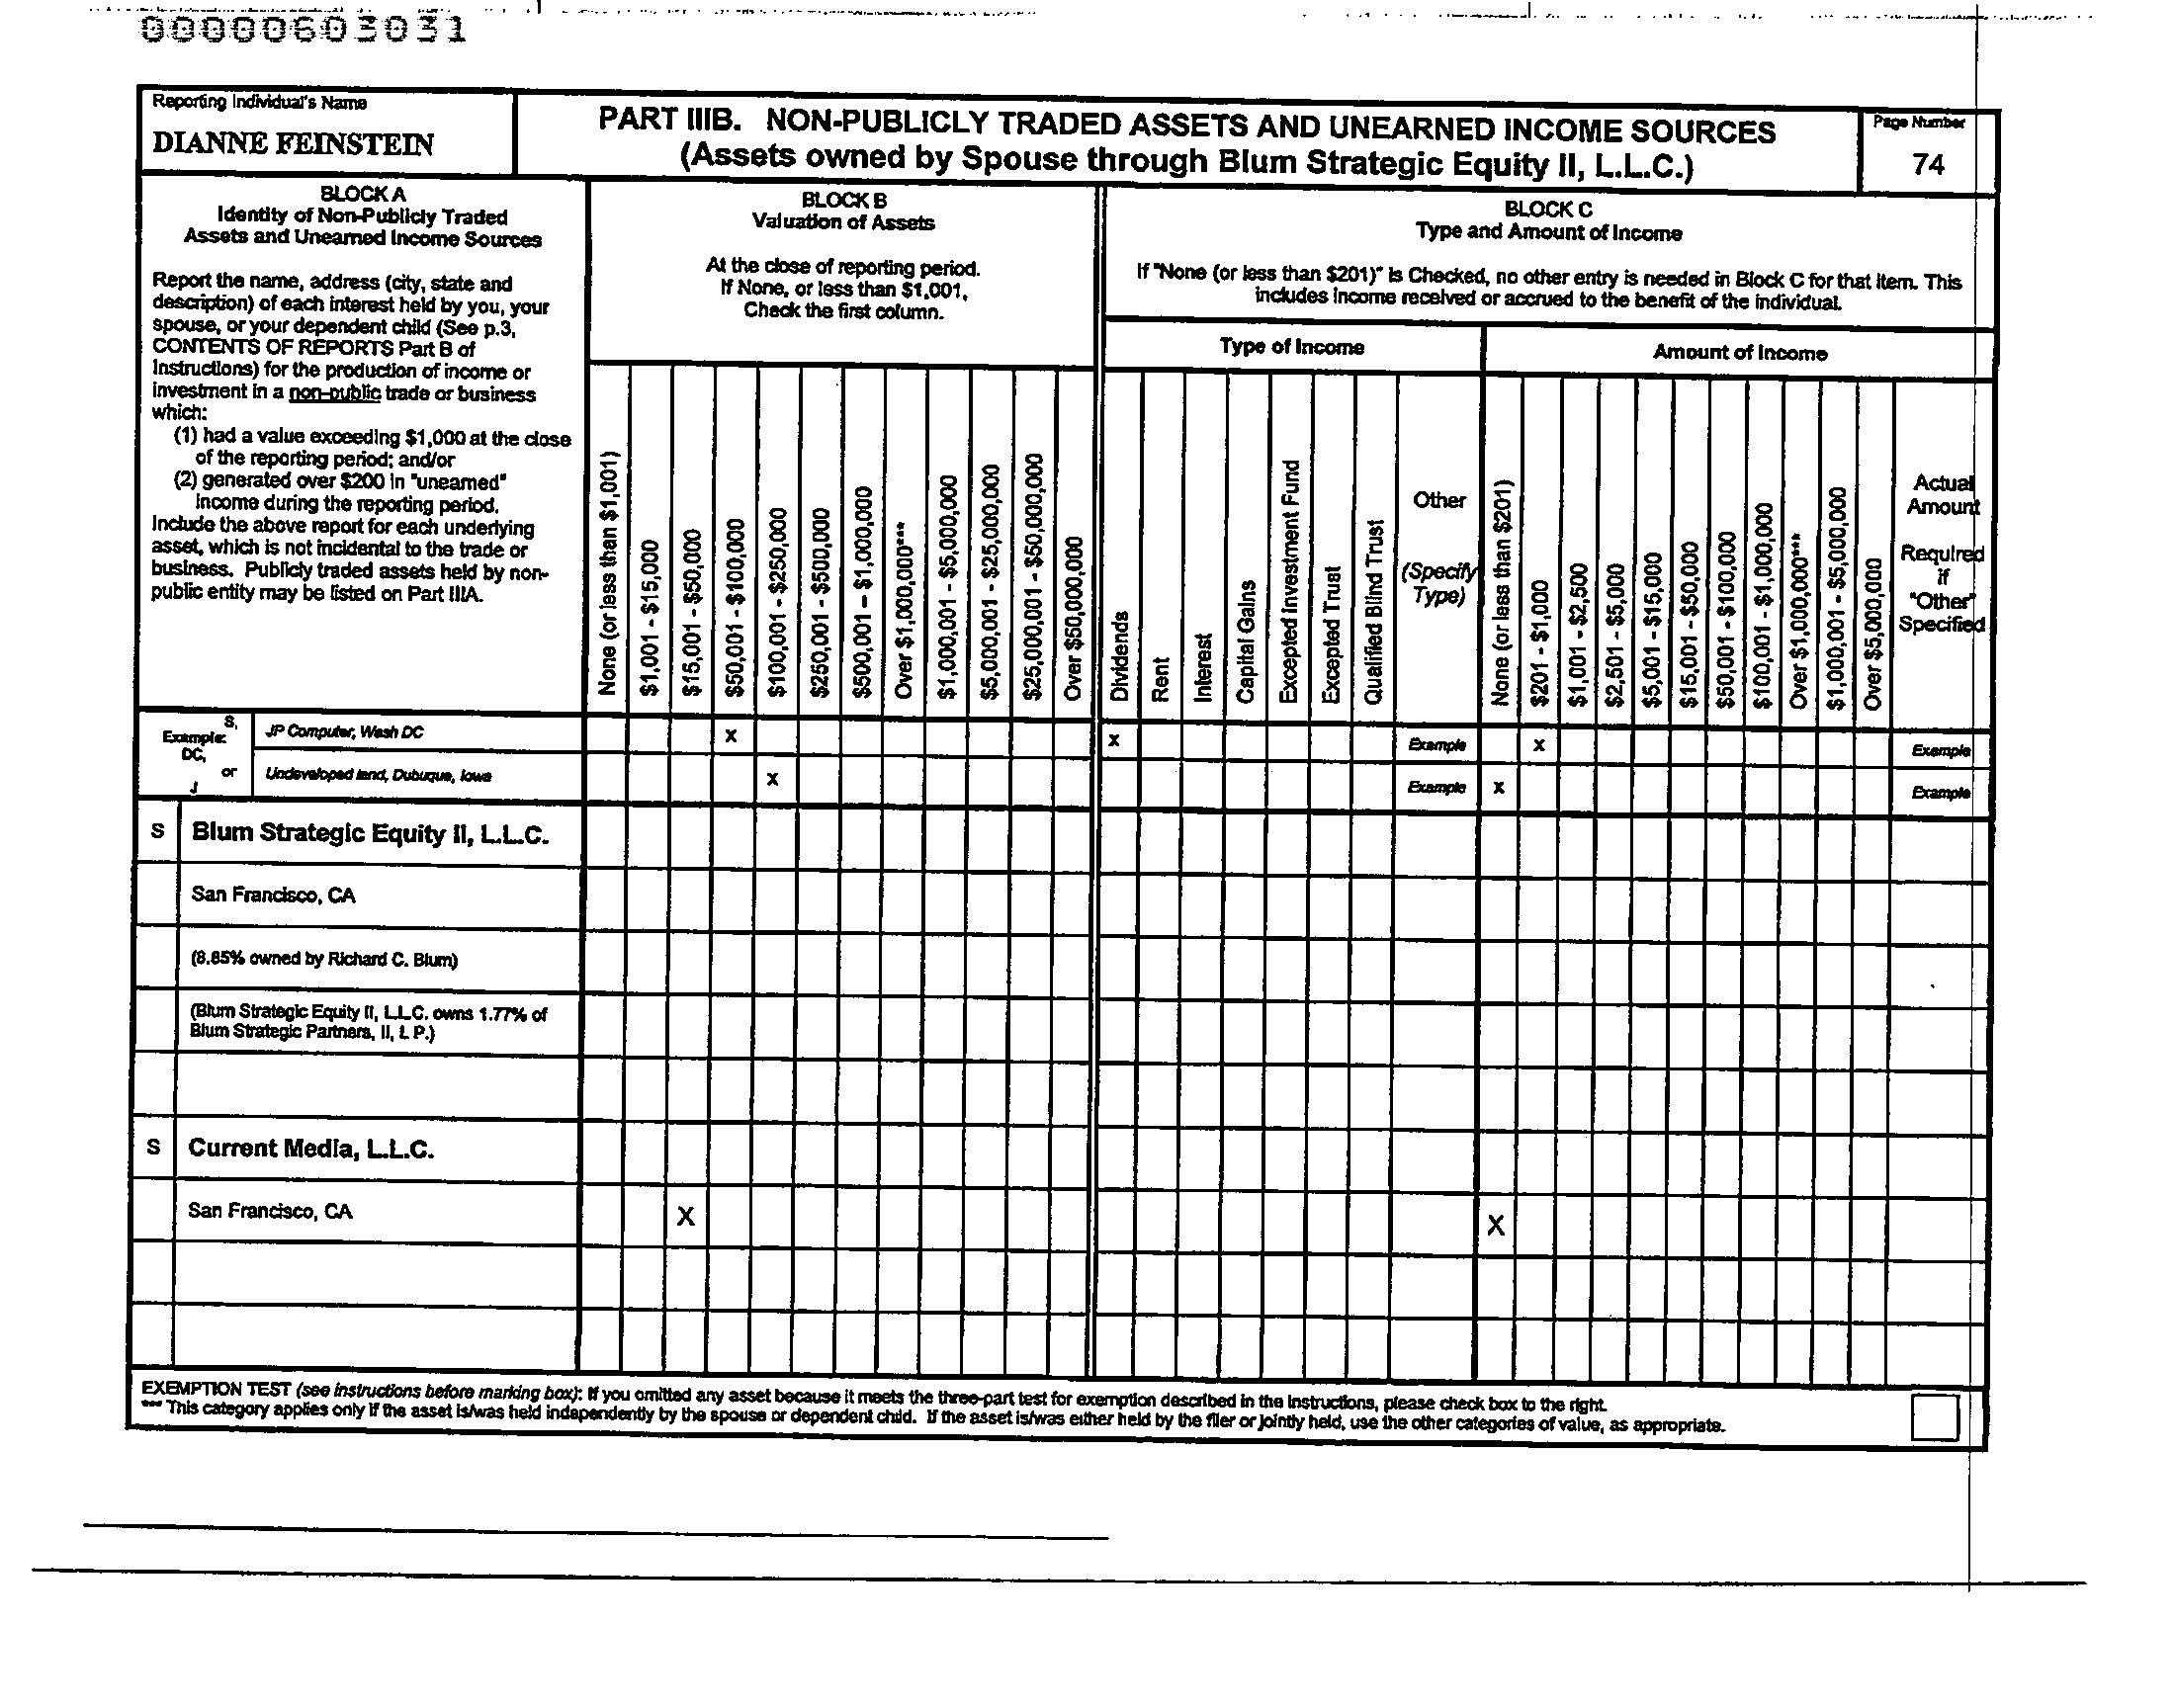 00000603031
Reporting Individual's Name
DIANNE FEINSTEIN
PART IIIB. NON-PUBLICLY TRADED ASSETS AND UNEARNED INCOME SOURCES
(Assets owned by Spouse through Blum Strategic Equity II, L.L.C.)
Page Number
74
BLOCK A
Identity of Non-Publicly Traded
Assets and Unearned Income Sources
Report the name, address (city, state and
description) of each interest held by you, your
spouse, or your dependent child (See p.3,
CONTENTS OF REPORTS Part B of
Instructions) for the production of income or
investment in a non-public trade or business
which:
(1) had a value exceeding $1,000 at the close
of the reporting period; and/or
(2) generated over $200 in "unearned"
income during the reporting period.
Include the above report for each underlying
asset, which is not incidental to the trade or
business. Publicly traded assets held by non-
public entity may be listed on Part IIIA.
BLOCK B
Valuation of Assets
At the close of reporting period.
If None, or less than $1,001,
Check the first column.
None (or less than $1,001)
$1,001 - $15,000
$15,001 - $50,000
$50,001 - $100,000
$100,001 - $250,000
$250,001 - $500,000
$500,001 - $1,000,000
Over $1,000,000***
$1,000,001 - $5,000,000
$5,000,001 - $25,000,000
$25,000,001 - $50,000,000
Over $50,000,000
BLOCK C
Type and Amount of Income
If "None (or less than $201)" is Checked, no other entry is needed in Block C for that item. This
includes income received or accrued to the benefit of the individual.
Type of Income
Amount of Income
Dividends
Rent
Interest
Capital Gains
Excepted Investment Fund
Excepted Trust
Qualified Blind Trust
Other
(Specify
Type)
None (or less than $201)
$201 - $1,000
$1,001 - $2,500
$2,501 - $5,000
$5,001 - $15,000
$15,001 - $50,000
$50,001 - $100,000
$100,001 - $1,000,000
Over $1,000,000***
$1,000,001 - $5,000,000
Over $5,000,000
Actual
Amount
Required
if
"Other"
Specified
S,
Example:
DC,
or
J
JP Computer, Wash DC X X Example X Example
Undeveloped land, Dubuque, Iowa X Example X Example
S Blum Strategic Equity II, L.L.C.
San Francisco, CA
(8.85% owned by Richard C. Blum)
(Blum Strategic Equity II, L.L.C. owns 1.77% of
Blum Strategic Partners, II, L P.)
S Current Media, L.L.C.
San Francisco, CA X X
EXEMPTION TEST (see instructions before marking box): If you omitted any asset because it meets the three-part test for exemption described in the instructions, please check box to the right.
*** This category applies only if the asset is/was held independently by the spouse or dependent child. If the asset is/was either held by the filer or jointly held, use the other categories of value, as appropriate.